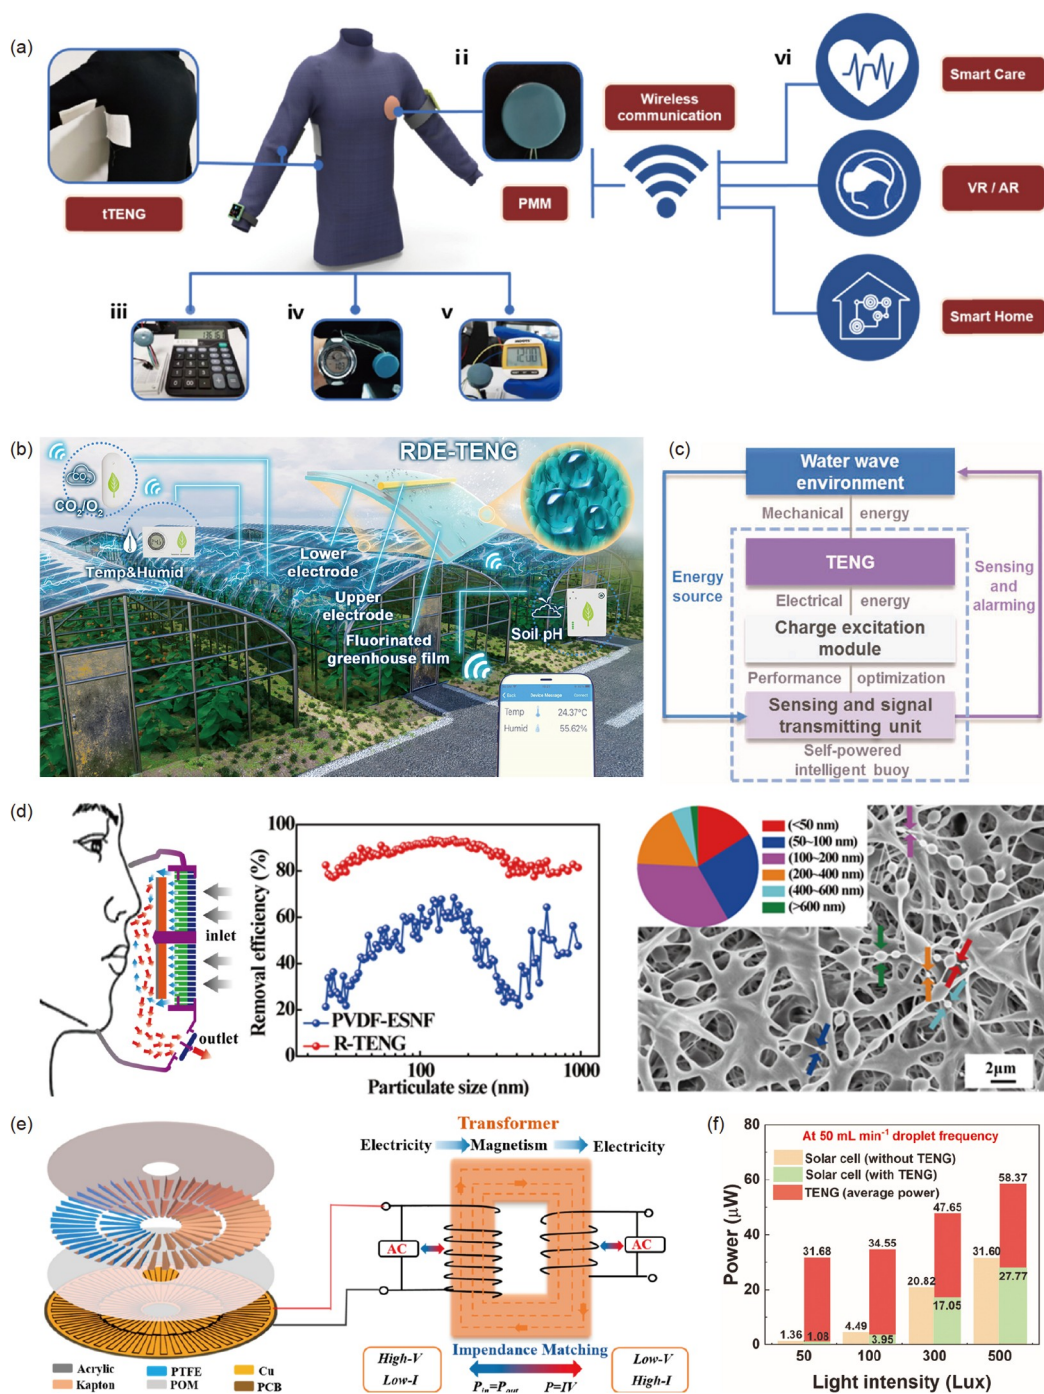 (a)
tTENG
ii
PMM
Wireless
communication
vi
Smart Care
VR / AR
Smart Home
iii
iv
v
12:00
(b)
RDE-TENG
CO₂
CO₂/O₂
Temp&Humid
Lower
electrode
Upper
electrode
Fluorinated
greenhouse film
Soil pH
Back
Device Message
Connect
Temp 24.37°C
Humid 55.62%
(c)
Water wave
environment
Mechanical energy
TENG
Energy
source
Sensing
and
alarming
Electrical energy
Charge excitation
module
Performance optimization
Sensing and signal
transmitting unit
Self-powered
intelligent buoy
(d)
inlet
outlet
Removal efficiency (%)
100
80
60
40
20
0
PVDF-ESNF
R-TENG
100
1000
Particulate size (nm)
(<50 nm)
(50~100 nm)
(100~200 nm)
(200~400 nm)
(400~600 nm)
(>600 nm)
2μm
(e)
Transformer
Electricity Magnetism Electricity
AC
AC
High-V
Low-I
Impedance Matching
Pin=Pout P=IV
Low-V
High-I
Acrylic
PTFE
Cu
Kapton
POM
PCB
(f)
At 50 mL min⁻¹ droplet frequency
Solar cell (without TENG)
Solar cell (with TENG)
TENG (average power)
Power (μW)
80
60
40
20
0
1.36
1.08
31.68
4.49
3.95
34.55
20.82
17.05
47.65
31.60
27.77
58.37
50
100
300
500
Light intensity (Lux)